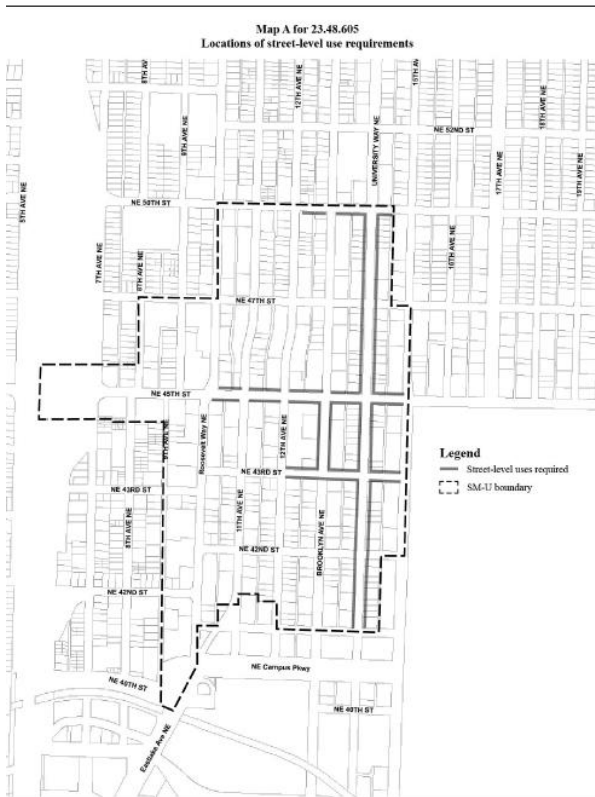 Map A for 23.48.605
Locations of street-level use requirements
8TH AVE NE
12TH AVE NE
15TH AVE NE
18TH AVE NE
9TH AVE NE
UNIVERSITY WAY NE
NE 52ND ST
5TH AVE NE
17TH AVE NE
19TH AVE NE
NE 50TH ST
7TH AVE NE
8TH AVE NE
16TH AVE NE
NE 47TH ST
NE 45TH ST
9TH AVE NE
Roosevelt Way NE
12TH AVE NE
Legend
Street-level uses required
SM-U boundary
NE 43RD ST
NE 43RD ST
8TH AVE NE
11TH AVE NE
BROOKLYN AVE NE
NE 42ND ST
NE 42ND ST
NE Campus Pkwy
NE 40TH ST
NE 40TH ST
Eastlake Ave NE